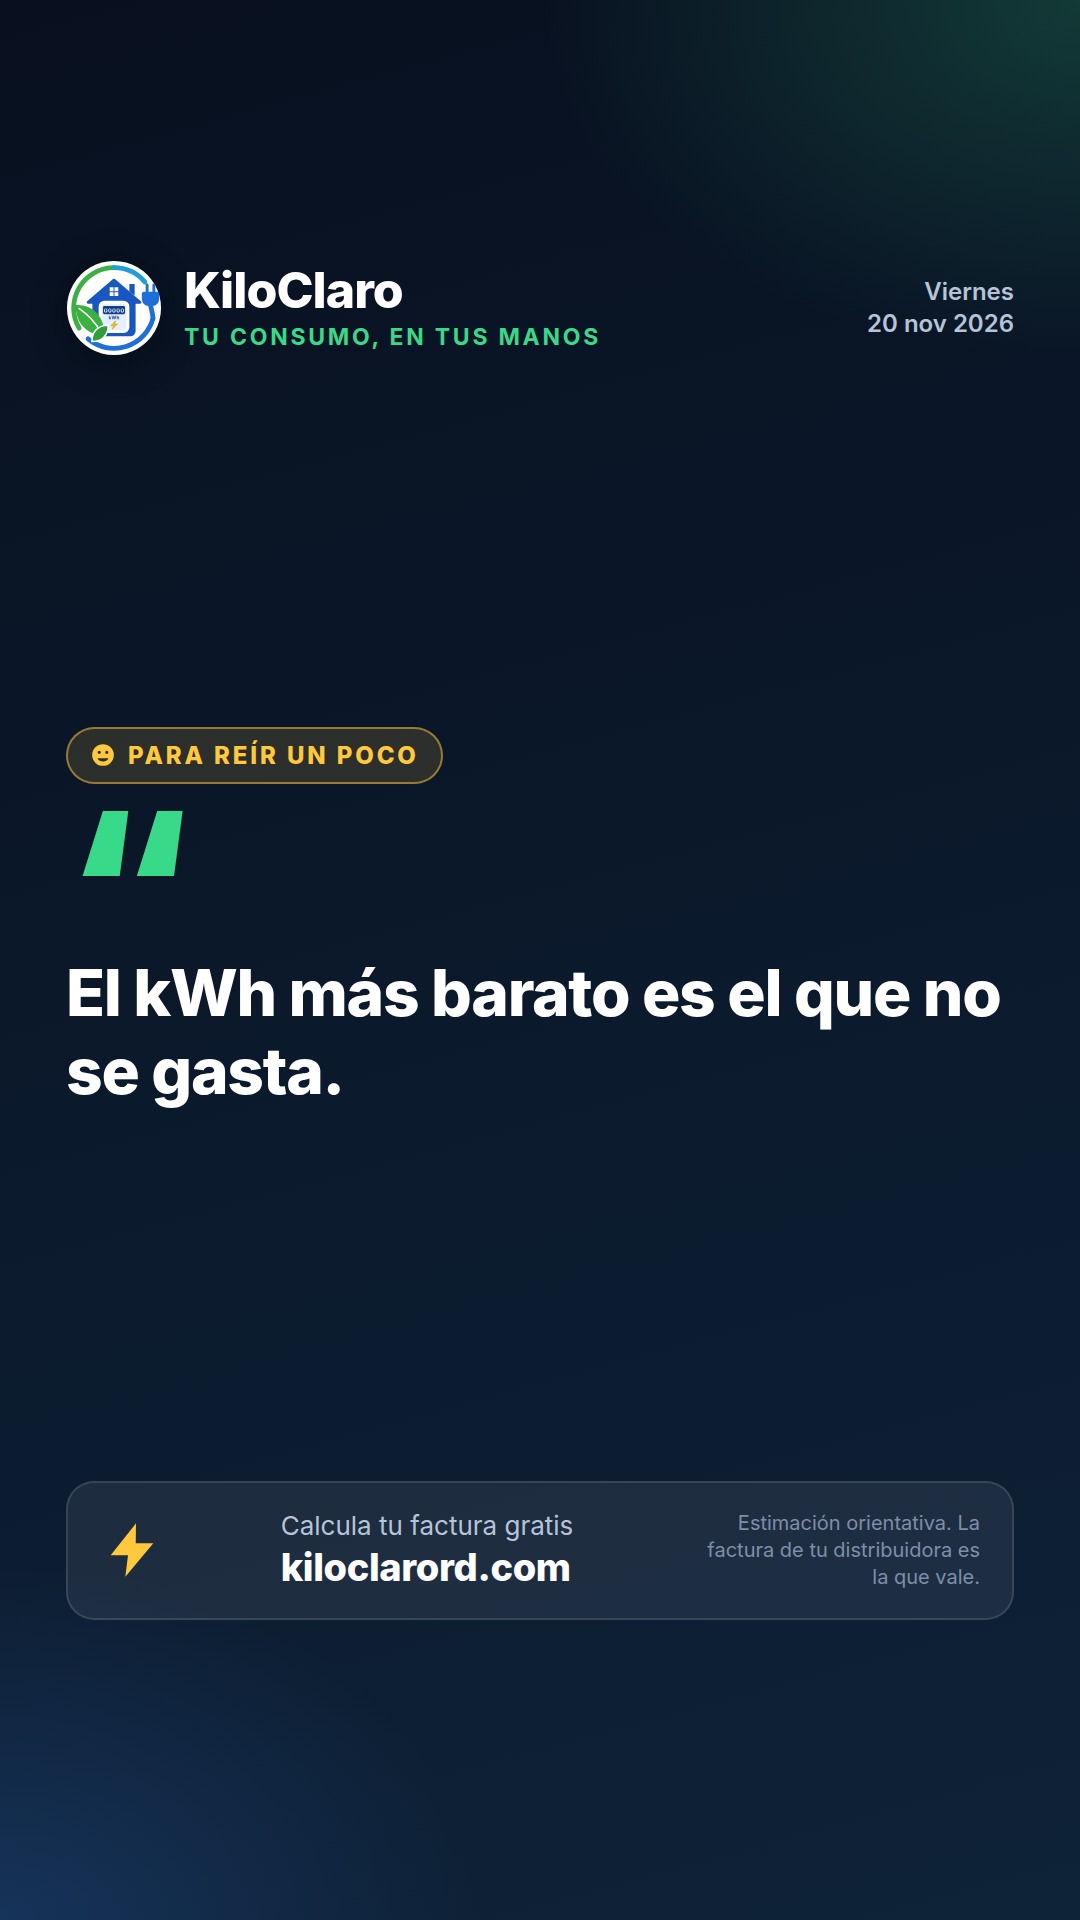 KiloClaro
TU CONSUMO, EN TUS MANOS
Viernes
20 nov 2026
kWh
PARA REÍR UN POCO
"
El kWh más barato es el que no
se gasta.
Calcula tu factura gratis
kiloclarord.com
Estimación orientativa. La
factura de tu distribuidora es
la que vale.